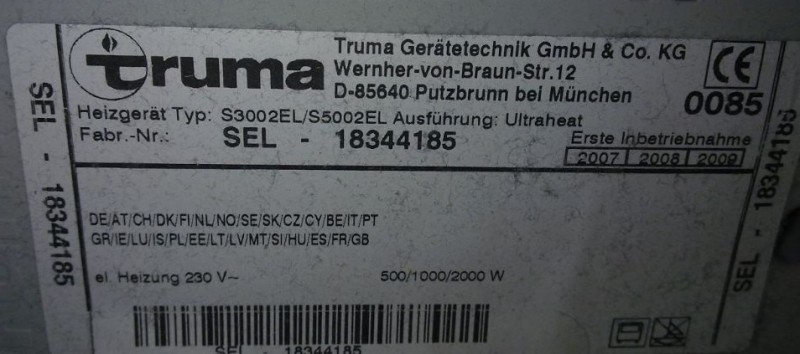 truma
Truma Gerätetechnik GmbH & Co. KG
Wernher-von-Braun-Str.12
D-85640 Putzbrunn bei München
CE
0085
Heizgerät Typ: S3002EL/S5002EL Ausführung: Ultraheat
Fabr.-Nr.: SEL - 18344185
Erste Inbetriebnahme
2007 2008 2009
DE/AT/CH/DK/FI/NL/NO/SE/SK/CZ/CY/BE/IT/PT
GR/IE/LU/IS/PL/EE/LT/LV/MT/SI/HU/ES/FR/GB
el. Heizung 230 V~ 500/1000/2000 W
SEL - 18344185
SEL - 18344185
SEL - 18344185